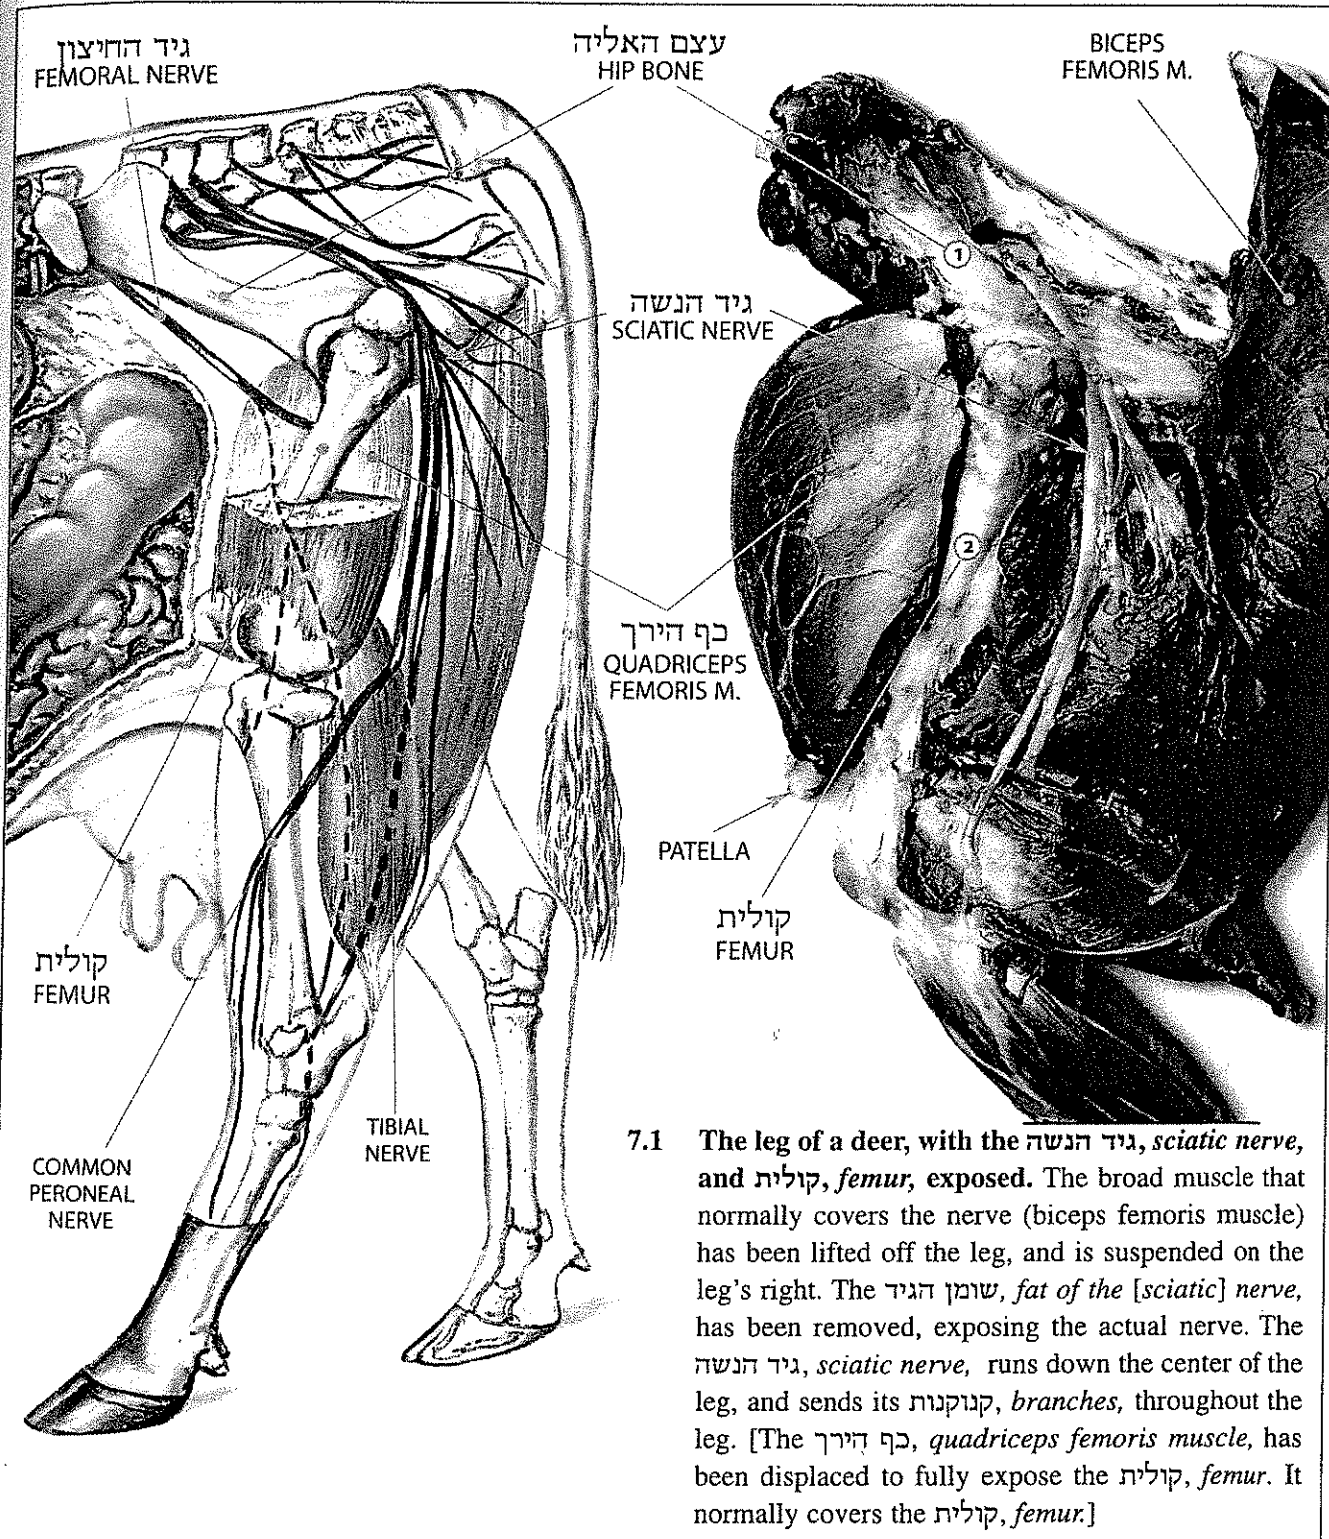 גיד החיצון
FEMORAL NERVE
עצם האליה
HIP BONE
BICEPS
FEMORIS M.
1
גיד הנשה
SCIATIC NERVE
2
כף הירך
QUADRICEPS
FEMORIS M.
PATELLA
קולית
FEMUR
קולית
FEMUR
TIBIAL
NERVE
COMMON
PERONEAL
NERVE
7.1 The leg of a deer, with the גיד הנשה, sciatic nerve,
and קולית, femur, exposed. The broad muscle that
normally covers the nerve (biceps femoris muscle)
has been lifted off the leg, and is suspended on the
leg's right. The שומן הגיד, fat of the [sciatic] nerve,
has been removed, exposing the actual nerve. The
גיד הנשה, sciatic nerve, runs down the center of the
leg, and sends its קנוקנות, branches, throughout the
leg. [The כף הירך, quadriceps femoris muscle, has
been displaced to fully expose the קולית, femur. It
normally covers the קולית, femur.]